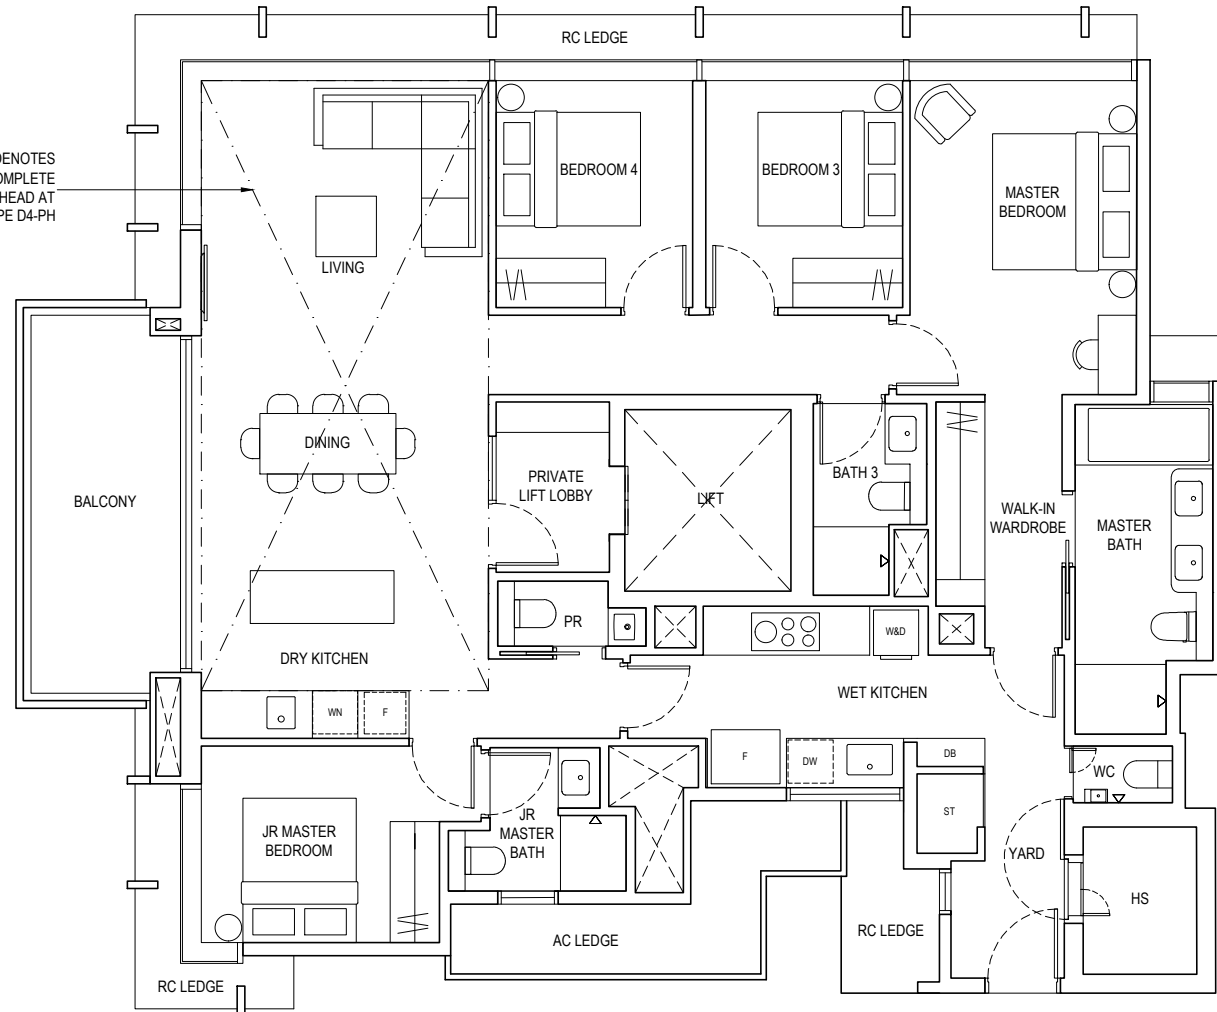 RC LEDGE
DENOTES
OMPLETE
HEAD AT
PE D4-PH
BEDROOM 4
BEDROOM 3
MASTER
BEDROOM
LIVING
DINING
PRIVATE
LIFT LOBBY
LIFT
BATH 3
BALCONY
WALK-IN
WARDROBE
MASTER
BATH
PR
W&D
DRY KITCHEN
WET KITCHEN
WN
F
F
DW
DB
WC
ST
JR MASTER
BEDROOM
JR
MASTER
BATH
YARD
HS
AC LEDGE
RC LEDGE
RC LEDGE